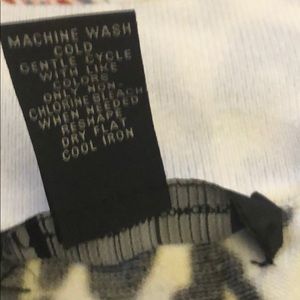 MACHINE WASH
COLD
GENTLE CYCLE
WITH LIKE
COLORS
ONLY NON-
CHLORINE BLEACH
WHEN NEEDED
RESHAPE
DRY FLAT
COOL IRON